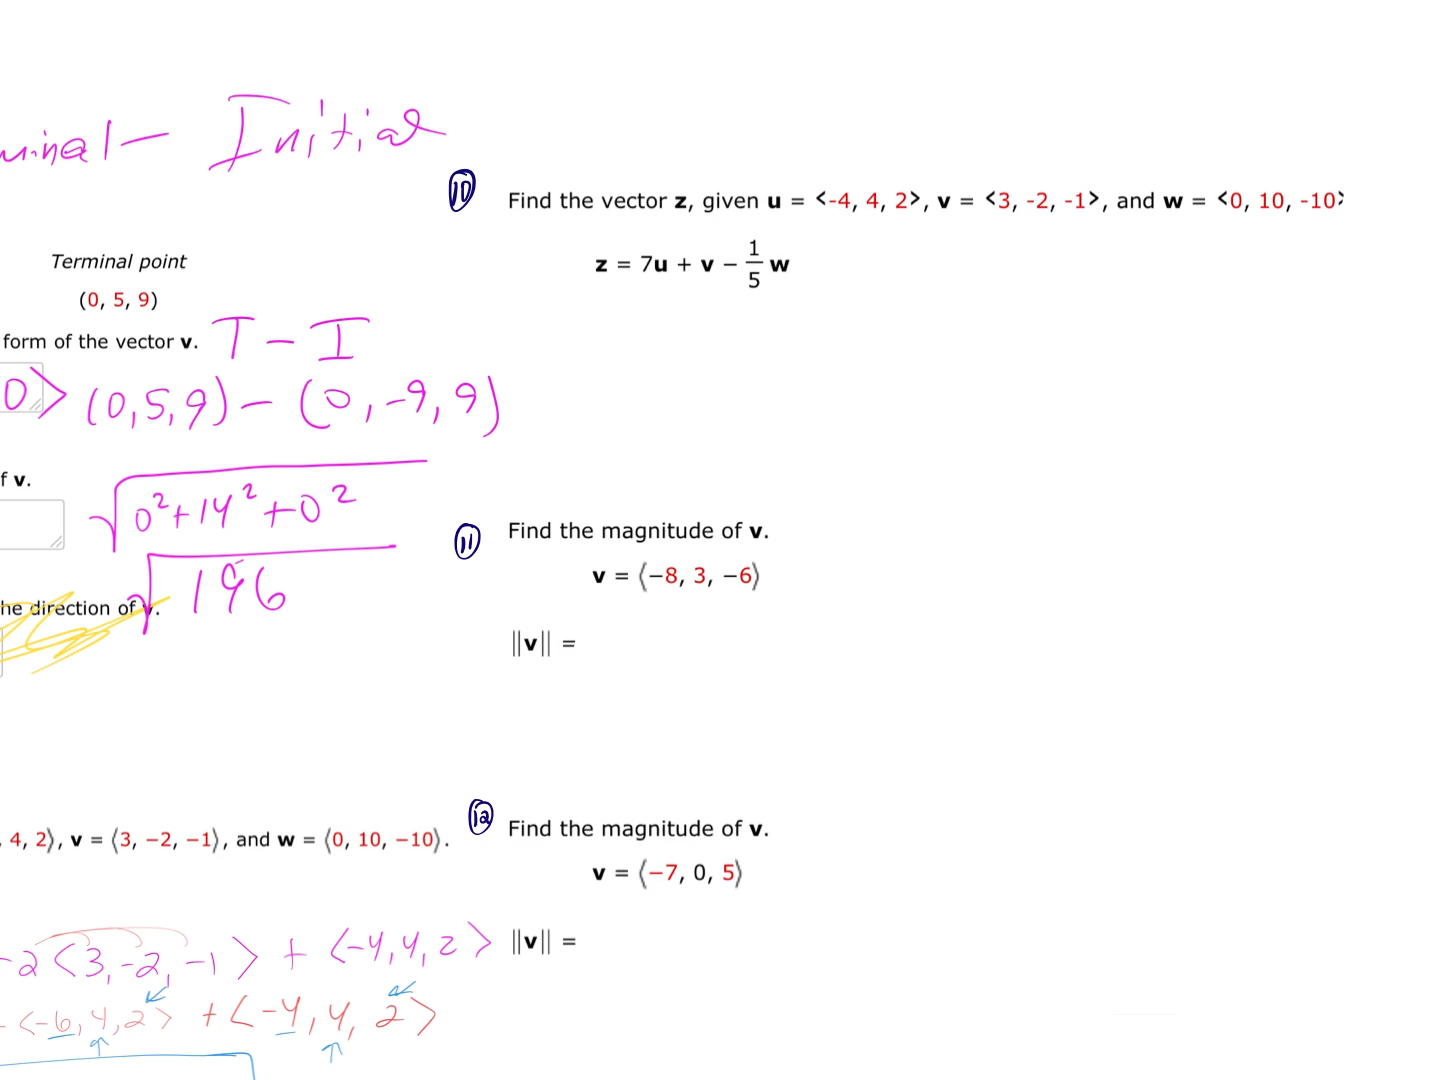 minal – Initial
Terminal point
(0, 5, 9)
form of the vector v. T – I
0> (0,5,9) – (0,-9,9)
f v.
√0²+14²+0²
√196
he direction of v.
4, 2⟩, v = ⟨3, −2, −1⟩, and w = ⟨0, 10, −10⟩.
-2<3,-2,-1> + <-4,4,2>
<-6,4,2> +<-4,4,2>
10 Find the vector z, given u = <-4, 4, 2>, v = <3, -2, -1>, and w = <0, 10, -10>
z = 7u + v − 1/5 w
11 Find the magnitude of v.
v = ⟨−8, 3, −6⟩
||v|| =
12 Find the magnitude of v.
v = ⟨−7, 0, 5⟩
||v|| =